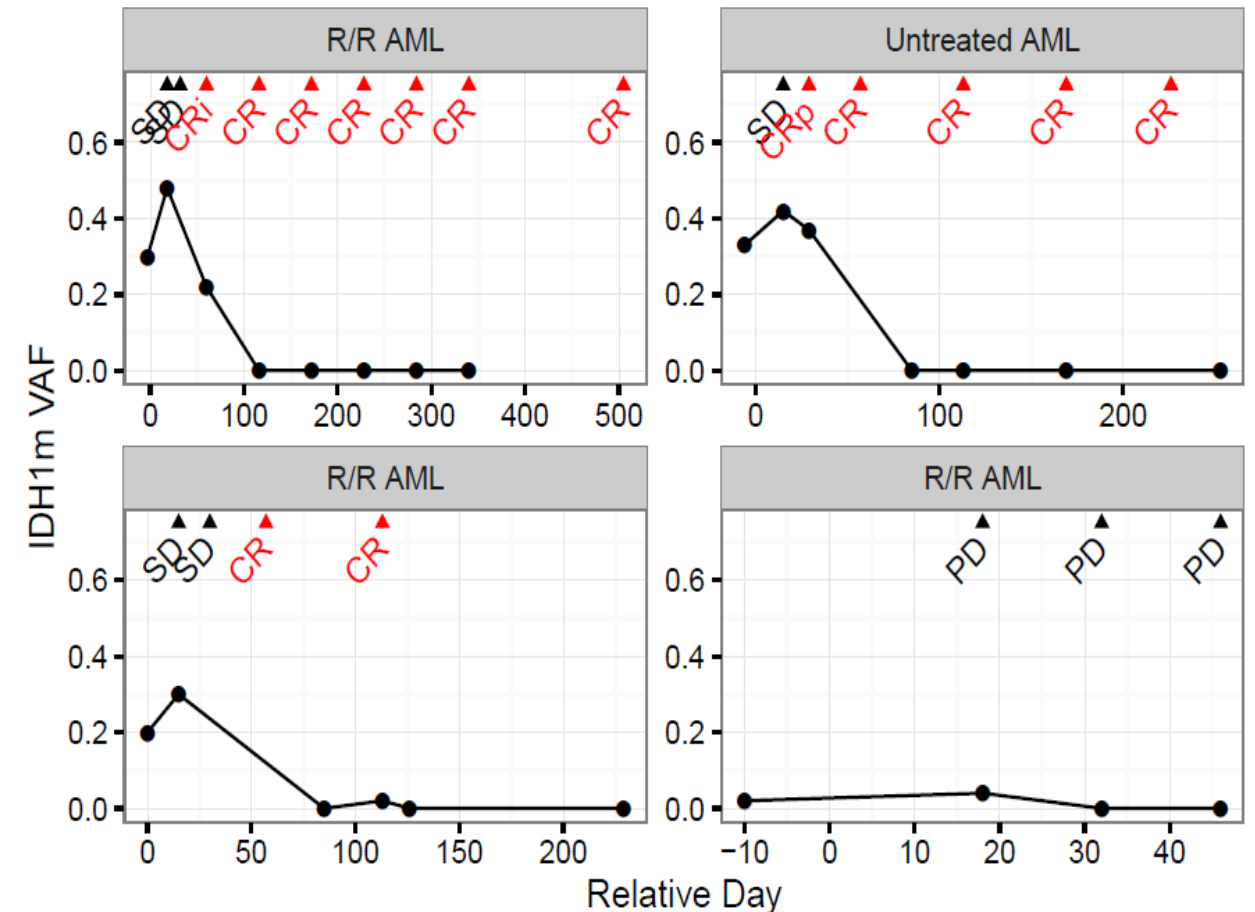 R/R AML
SD SD CRi CR CR CR CR CR CR
0.6
0.4
0.2
0.0
0 100 200 300 400 500
Untreated AML
SD CRp CR CR CR CR
0.6
0.4
0.2
0.0
0 100 200
R/R AML
SD SD CR CR
0.6
0.4
0.2
0.0
0 50 100 150 200
R/R AML
PD PD PD
0.6
0.4
0.2
0.0
−10 0 10 20 30 40
IDH1m VAF
Relative Day